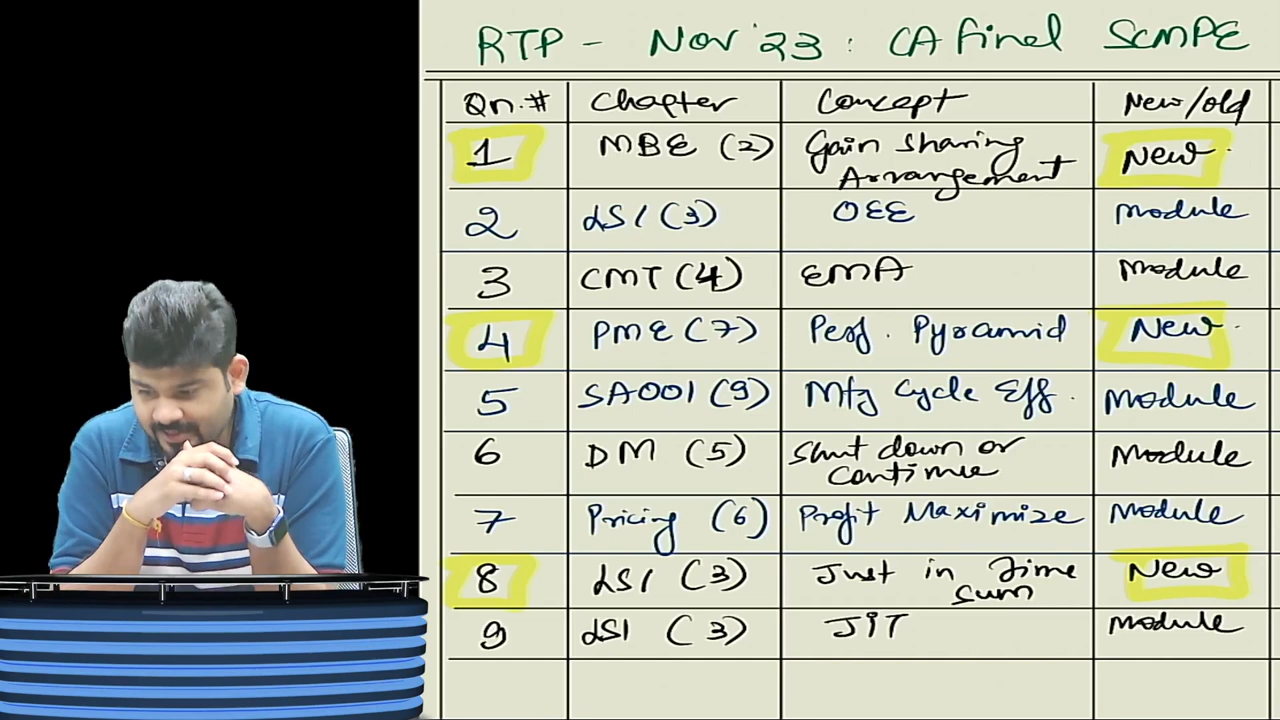 RTP - Nov'23 : CA Final SCMPE
Qn.# Chapter Concept New/old
1 MBE (2) Gain Sharing Arrangement New
2 LSI (3) OEE Module
3 CMT (4) EMA Module
4 PME (7) Perf. Pyramid New
5 SA001 (9) Mfg Cycle Eff. Module
6 DM (5) Shut down or Continue Module
7 Pricing (6) Profit Maximize Module
8 LSI (3) Just in Time Sum New
9 LSI (3) JIT Module